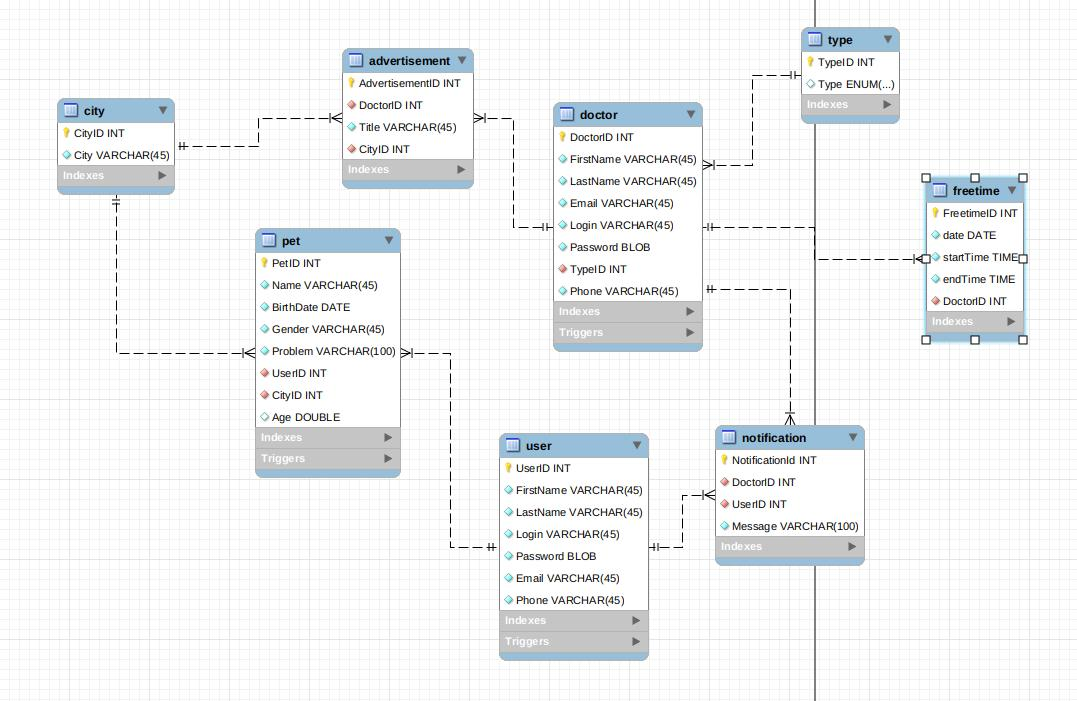 city
CityID INT
City VARCHAR(45)
Indexes
advertisement
AdvertisementID INT
DoctorID INT
Title VARCHAR(45)
CityID INT
Indexes
pet
PetID INT
Name VARCHAR(45)
BirthDate DATE
Gender VARCHAR(45)
Problem VARCHAR(100)
UserID INT
CityID INT
Age DOUBLE
Indexes
Triggers
doctor
DoctorID INT
FirstName VARCHAR(45)
LastName VARCHAR(45)
Email VARCHAR(45)
Login VARCHAR(45)
Password BLOB
TypeID INT
Phone VARCHAR(45)
Indexes
Triggers
user
UserID INT
FirstName VARCHAR(45)
LastName VARCHAR(45)
Login VARCHAR(45)
Password BLOB
Email VARCHAR(45)
Phone VARCHAR(45)
Indexes
Triggers
type
TypeID INT
Type ENUM(...)
Indexes
notification
NotificationId INT
DoctorID INT
UserID INT
Message VARCHAR(100)
Indexes
freetime
FreetimeID INT
date DATE
startTime TIME
endTime TIME
DoctorID INT
Indexes